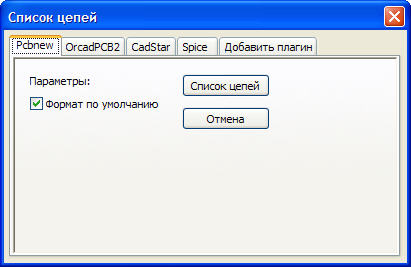 Список цепей
Pcbnew OrcadPCB2 CadStar Spice Добавить плагин
Параметры:
Список цепей
Формат по умолчанию
Отмена